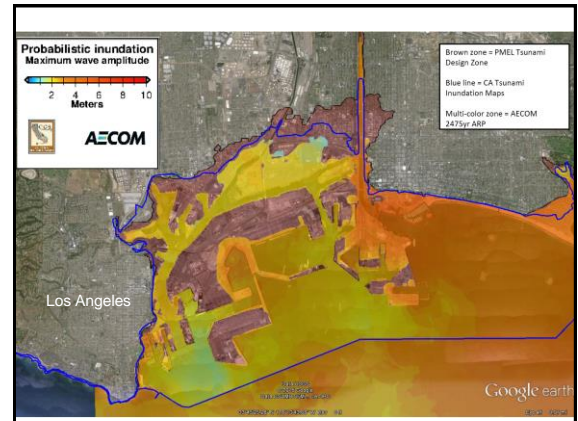 Probabilistic inundation
Maximum wave amplitude
2 4 6 8 10
Meters
AECOM
Brown zone = PMEL Tsunami
Design Zone
Blue line = CA Tsunami
Inundation Maps
Multi-color zone = AECOM
2475yr ARP
Los Angeles
Google earth